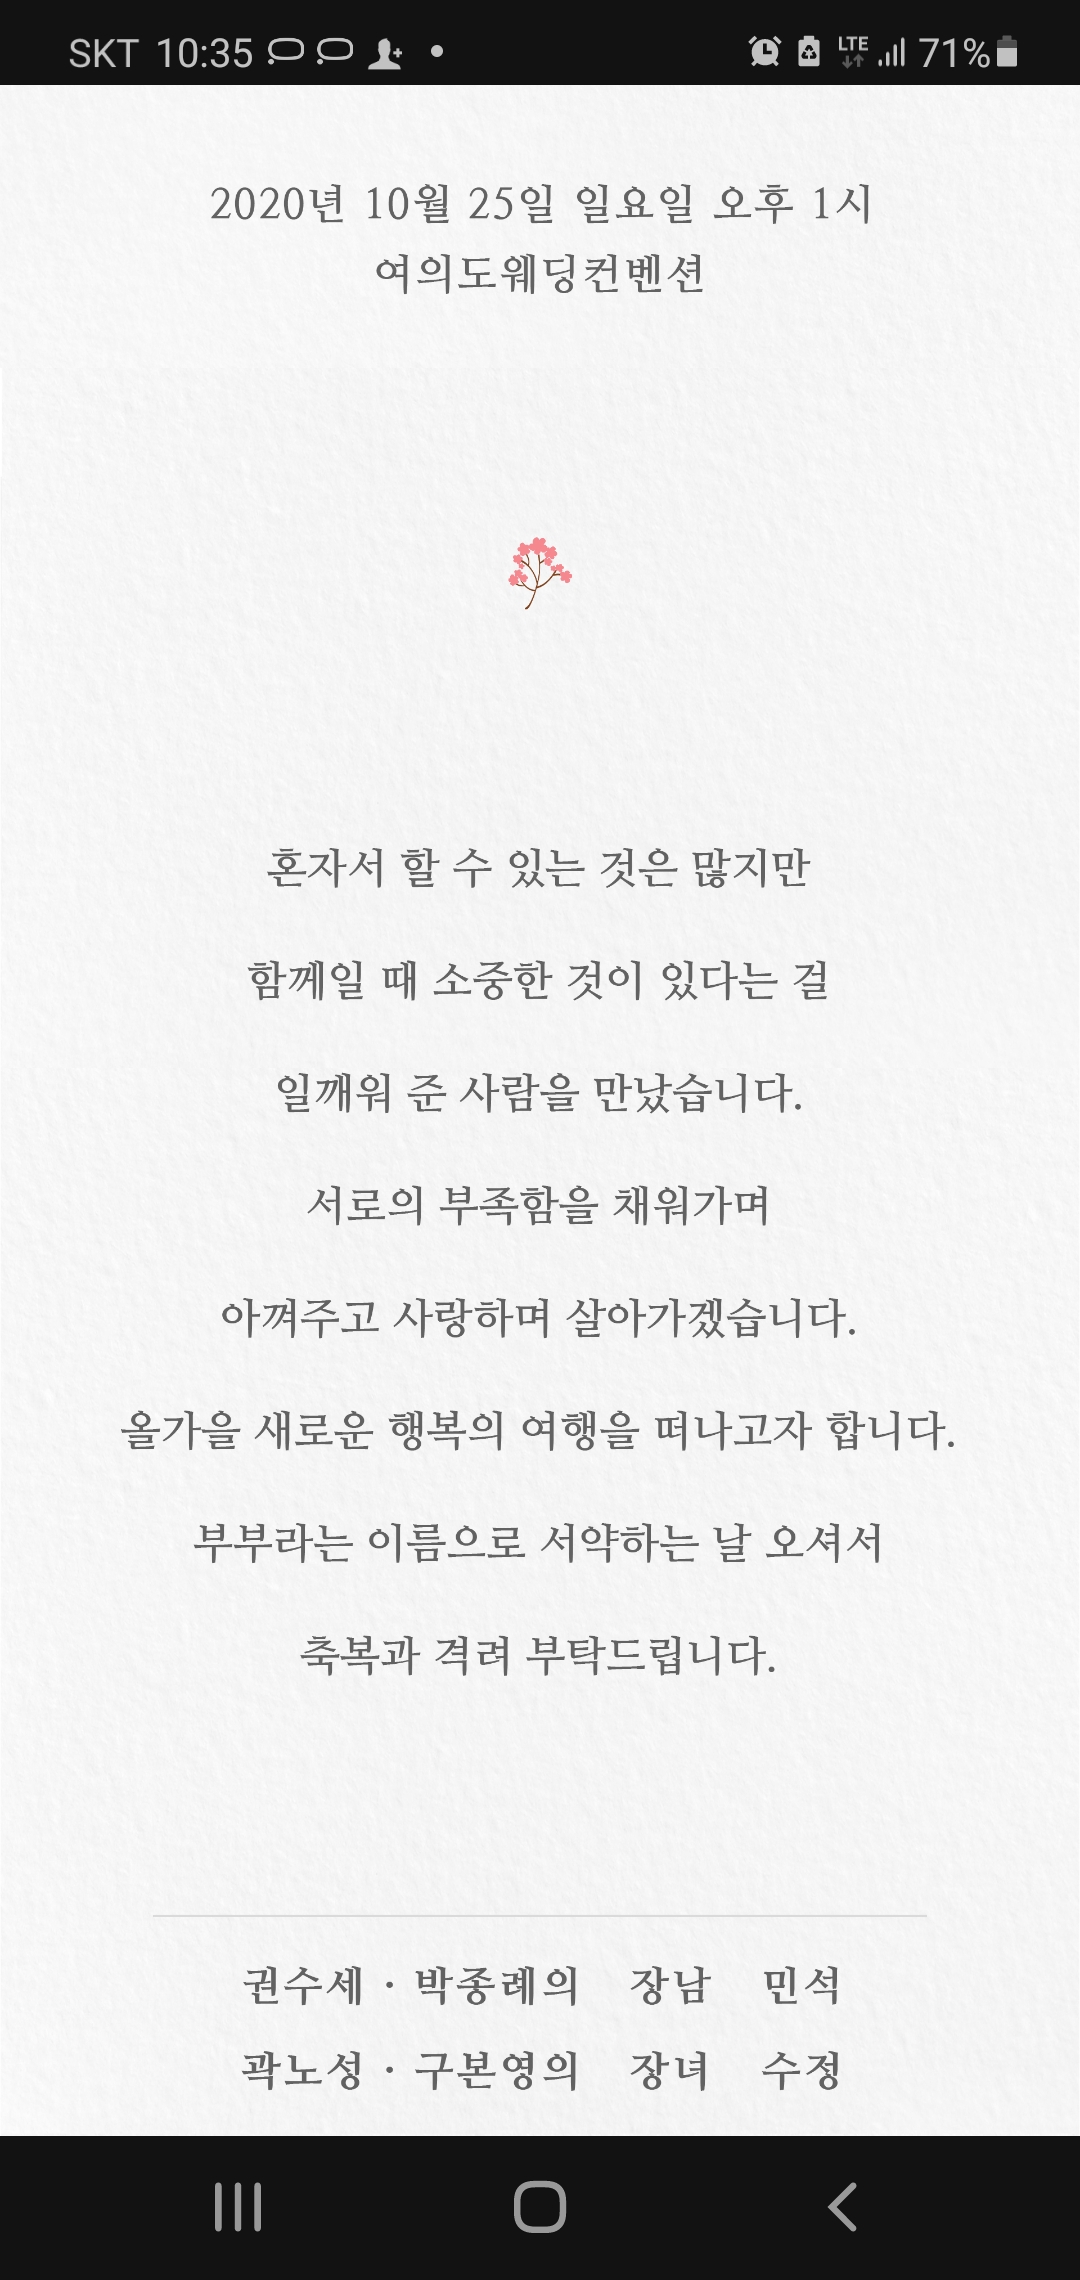 SKT 10:35 LTE 71%
2020년 10월 25일 일요일 오후 1시
여의도웨딩컨벤션
혼자서 할 수 있는 것은 많지만
함께일 때 소중한 것이 있다는 걸
일깨워 준 사람을 만났습니다.
서로의 부족함을 채워가며
아껴주고 사랑하며 살아가겠습니다.
올가을 새로운 행복의 여행을 떠나고자 합니다.
부부라는 이름으로 서약하는 날 오셔서
축복과 격려 부탁드립니다.
권수세 · 박종례의 장남 민석
곽노성 · 구본영의 장녀 수정